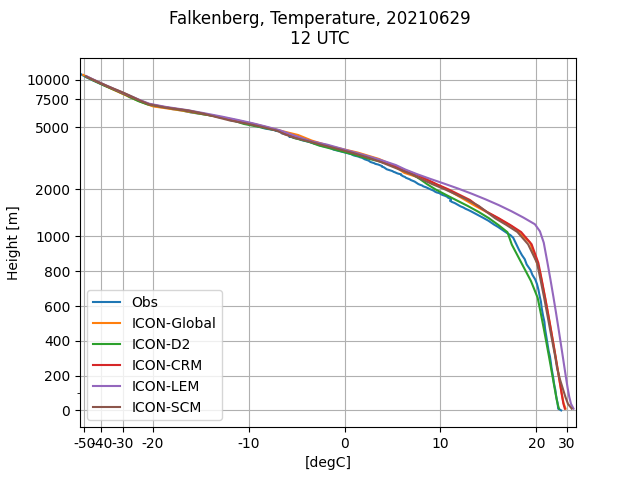 Falkenberg, Temperature, 20210629
12 UTC
Height [m]
10000
7500
5000
2000
1000
800
600
400
200
0
Obs
ICON-Global
ICON-D2
ICON-CRM
ICON-LEM
ICON-SCM
-50 -40 -30 -20 -10 0 10 20 30
[degC]